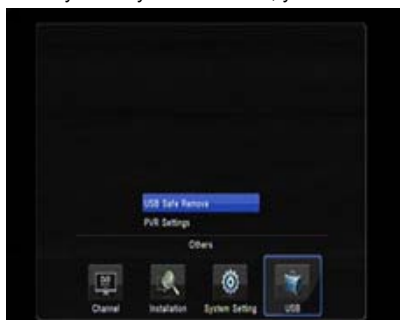 USB Safe Remove
PVR Settings
Others
Channel Installation System Setting USB